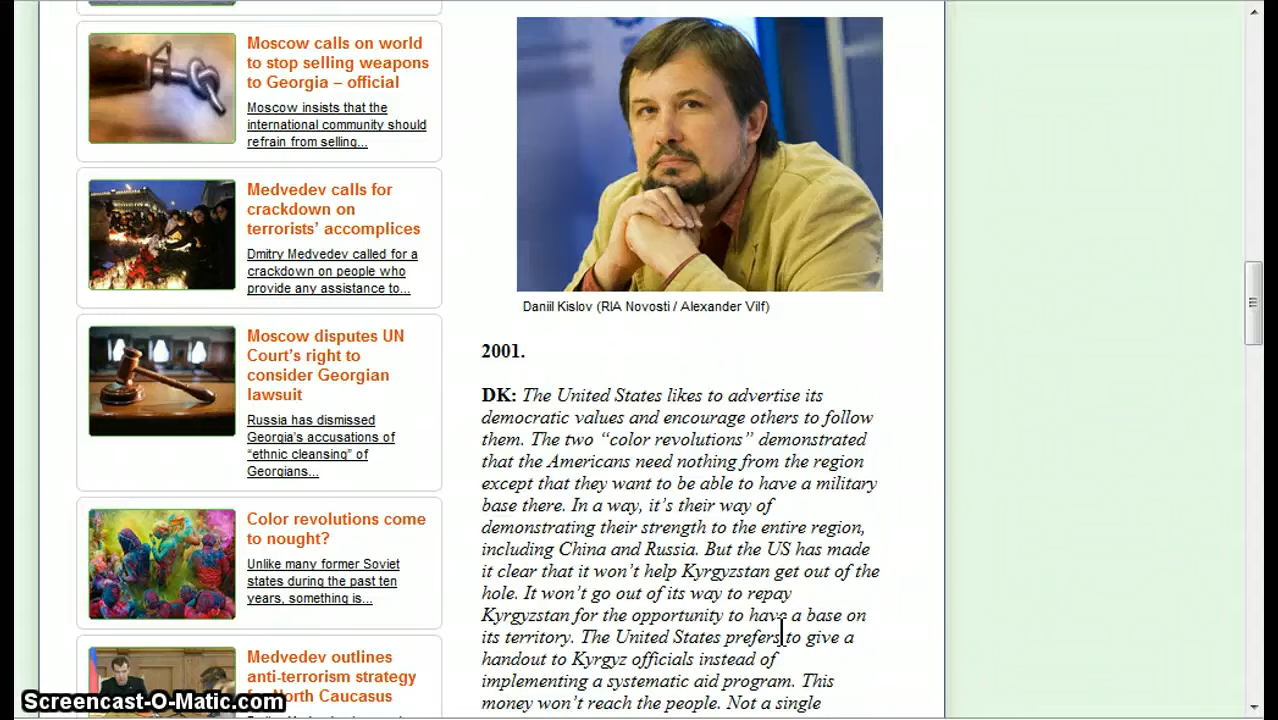 Moscow calls on world
to stop selling weapons
to Georgia – official
Moscow insists that the
international community should
refrain from selling...
Medvedev calls for
crackdown on
terrorists’ accomplices
Dmitry Medvedev called for a
crackdown on people who
provide any assistance to...
Moscow disputes UN
Court’s right to
consider Georgian
lawsuit
Russia has dismissed
Georgia’s accusations of
“ethnic cleansing” of
Georgians...
Color revolutions come
to nought?
Unlike many former Soviet
states during the past ten
years, something is...
Medvedev outlines
anti-terrorism strategy
for North Caucasus
Daniil Kislov (RIA Novosti / Alexander Vilf)
2001.
DK: The United States likes to advertise its
democratic values and encourage others to follow
them. The two “color revolutions” demonstrated
that the Americans need nothing from the region
except that they want to be able to have a military
base there. In a way, it’s their way of
demonstrating their strength to the entire region,
including China and Russia. But the US has made
it clear that it won’t help Kyrgyzstan get out of the
hole. It won’t go out of its way to repay
Kyrgyzstan for the opportunity to have a base on
its territory. The United States prefers to give a
handout to Kyrgyz officials instead of
implementing a systematic aid program. This
money won’t reach the people. Not a single
Screencast-O-Matic.com